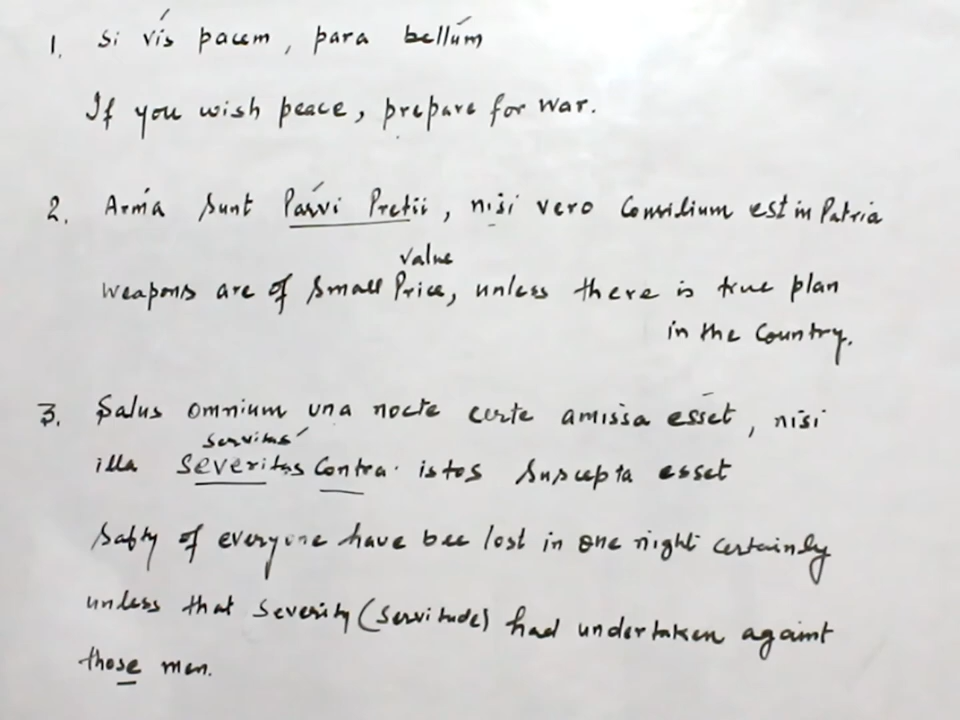 1. Si vis pacem, para bellum
If you wish peace, prepare for war.
2. Arma sunt Parvi Pretii, nisi vero Consilium est in Patria
value
weapons are of small Price, unless there is true plan
in the Country.
3. Salus omnium una nocte certe amissa esset, nisi
servitas
illa severitas contra istos suscepta esset
Safty of everyone have bee lost in one night certainly
unless that severity (servitude) had undertaken against
those men.